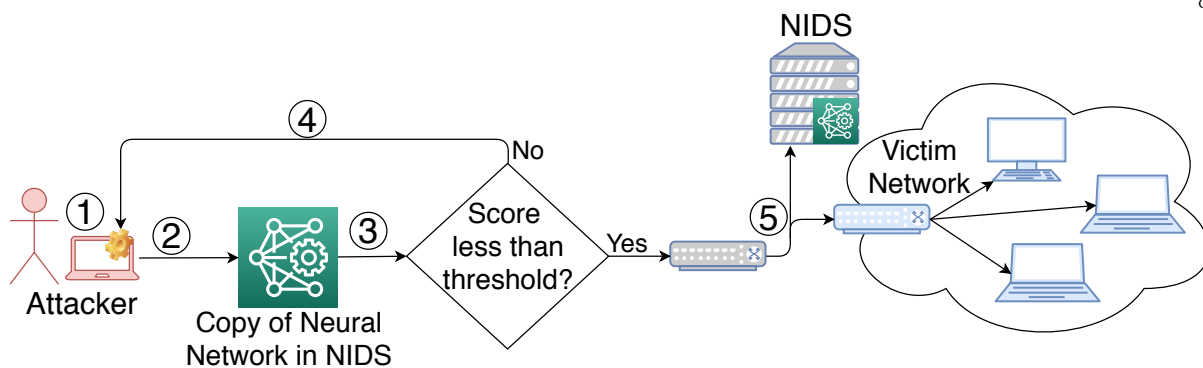 NIDS
4
No
Victim
Network
1
2
3
Score
less than
threshold?
Yes
5
Attacker
Copy of Neural
Network in NIDS